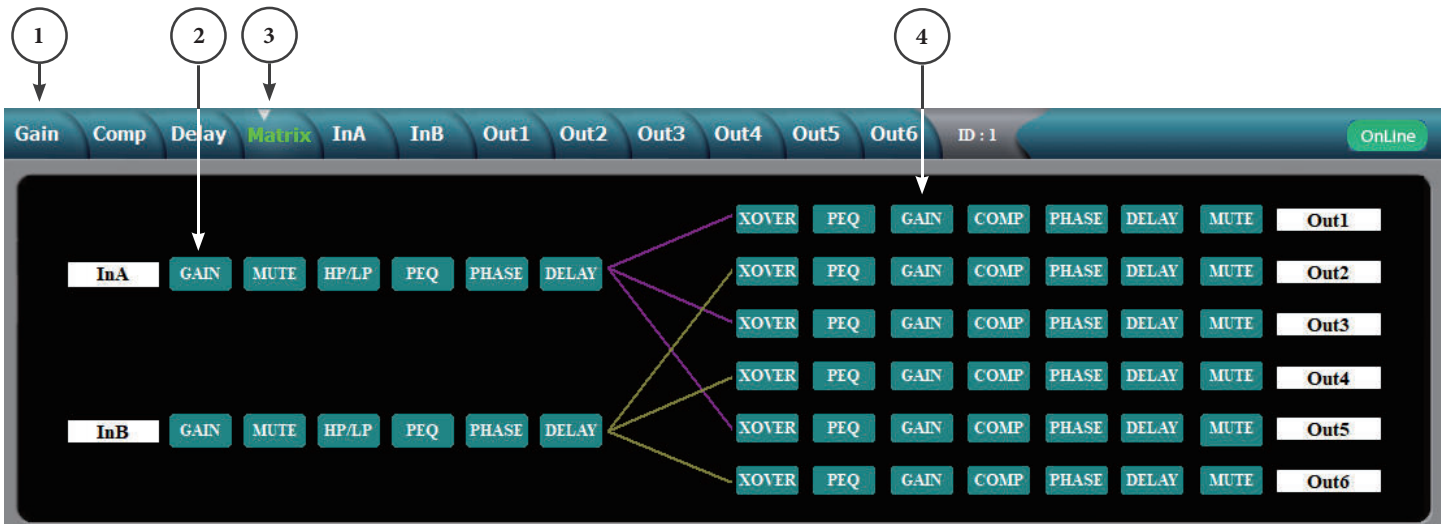 1 2 3 4
Gain Comp Delay Matrix InA InB Out1 Out2 Out3 Out4 Out5 Out6 ID : 1 OnLine
XOVER PEQ GAIN COMP PHASE DELAY MUTE Out1
InA GAIN MUTE HP/LP PEQ PHASE DELAY XOVER PEQ GAIN COMP PHASE DELAY MUTE Out2
XOVER PEQ GAIN COMP PHASE DELAY MUTE Out3
XOVER PEQ GAIN COMP PHASE DELAY MUTE Out4
InB GAIN MUTE HP/LP PEQ PHASE DELAY XOVER PEQ GAIN COMP PHASE DELAY MUTE Out5
XOVER PEQ GAIN COMP PHASE DELAY MUTE Out6